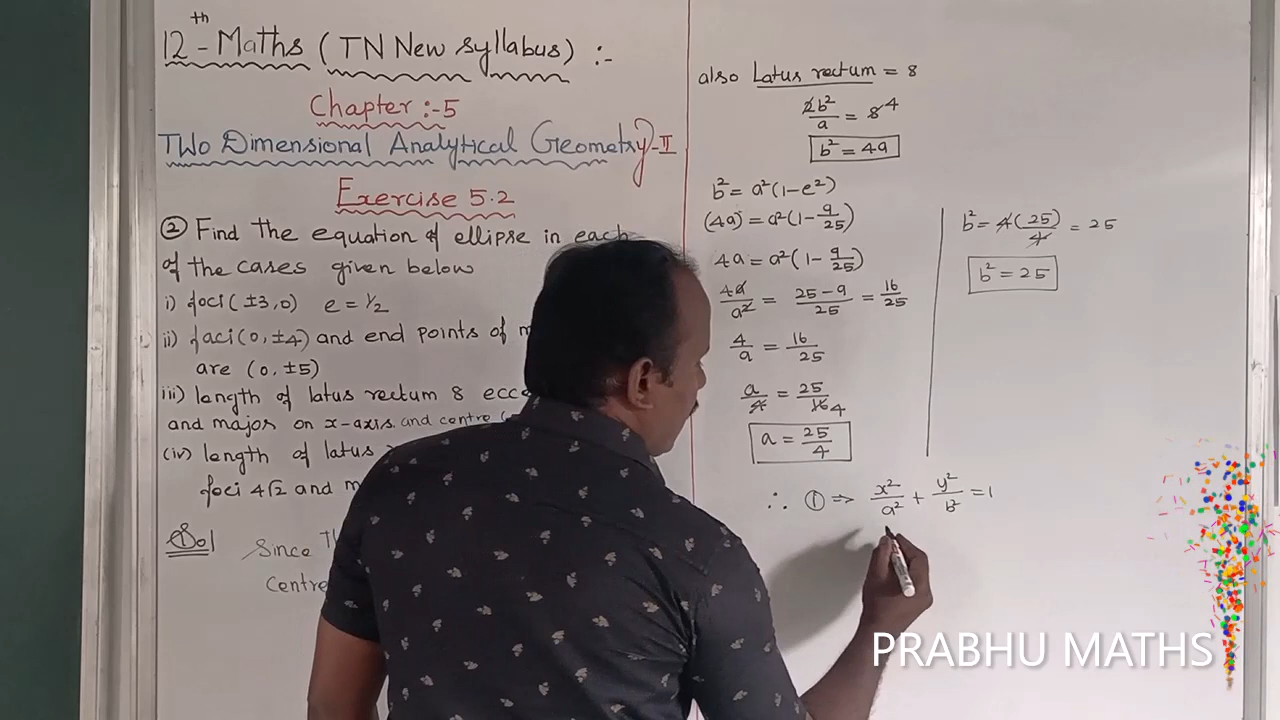 12th - Maths ( TN New syllabus) :-
Chapter :- 5
TWO Dimensional Analytical Geometry-II
Exercise 5.2
② Find the equation of ellipse in each
of the cases given below
i) foci (±3,0) e = 1/2
ii) foci (0, ±4) and end points of
are (0, ±5)
iii) length of latus rectum 8
and major on x-axis and centre
(iv) length of latus
foci 4√2 and
Sol
Since
Centre
also Latus rectum = 8
2b²/a = 8 4
b² = 4a
b² = a²(1-e²)
(4a) = a²(1 - 9/25)
4a = a²(1 - 9/25)
4a/a² = 25-9/25 = 16/25
4/a = 16/25
a/4 = 25/16 4
a = 25/4
b² = 4(25/4) = 25
b² = 25
∴ ① => x²/a² + y²/b² = 1
PRABHU MATHS